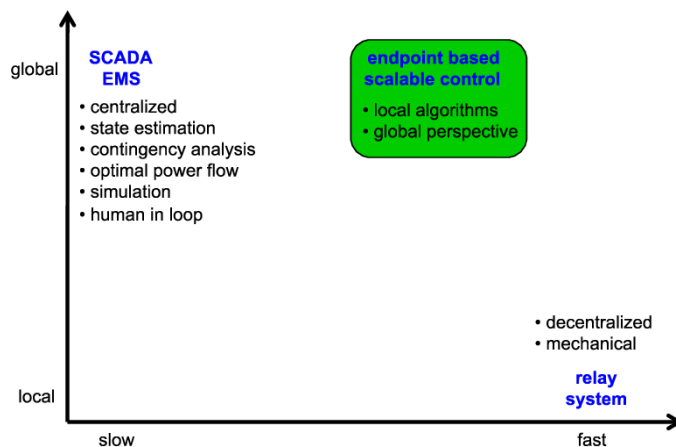 global
SCADA
EMS
• centralized
• state estimation
• contingency analysis
• optimal power flow
• simulation
• human in loop
endpoint based
scalable control
• local algorithms
• global perspective
• decentralized
• mechanical
relay
system
local
slow
fast